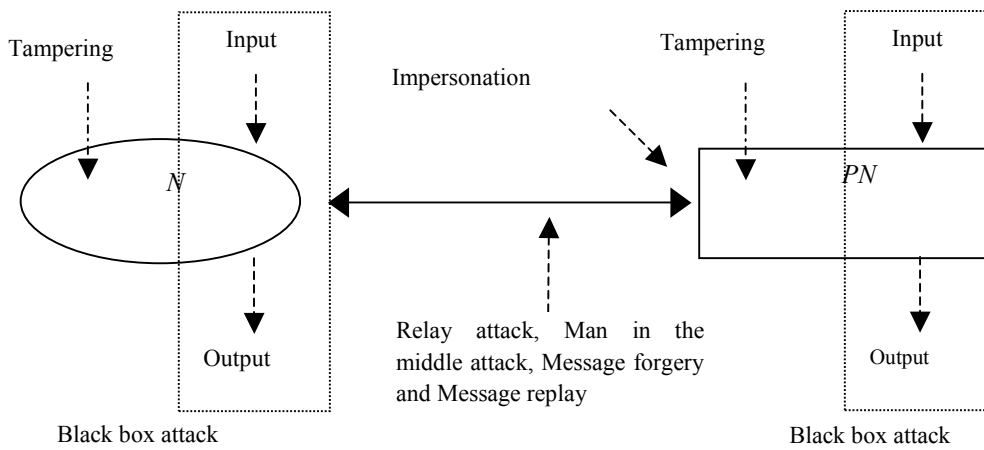 Tampering
Input
Impersonation
Tampering
Input
N
PN
Relay attack, Man in the
middle attack, Message forgery
and Message replay
Output
Output
Black box attack
Black box attack